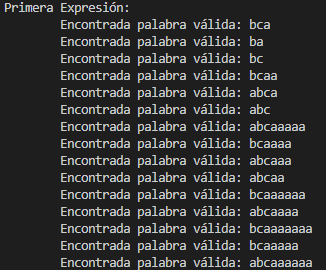 Primera Expresión:
Encontrada palabra válida: bca
Encontrada palabra válida: ba
Encontrada palabra válida: bc
Encontrada palabra válida: bcaa
Encontrada palabra válida: abca
Encontrada palabra válida: abc
Encontrada palabra válida: abcaaaaa
Encontrada palabra válida: bcaaaa
Encontrada palabra válida: abcaaa
Encontrada palabra válida: abcaa
Encontrada palabra válida: bcaaaaaa
Encontrada palabra válida: abcaaaa
Encontrada palabra válida: bcaaaaaaa
Encontrada palabra válida: bcaaaaa
Encontrada palabra válida: abcaaaaaa